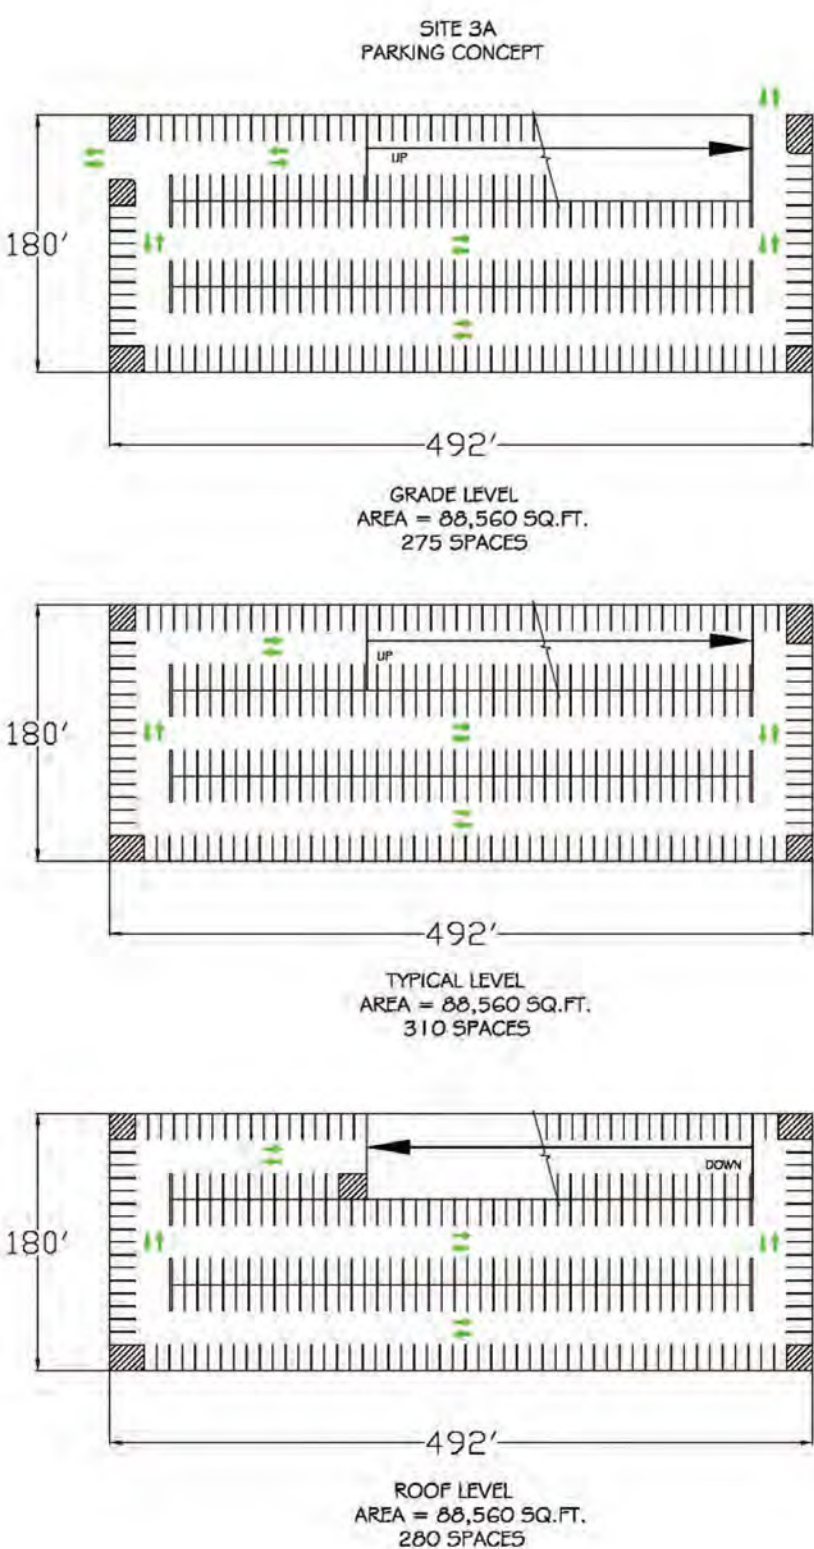 SITE 3A
PARKING CONCEPT
UP
180'
492'
GRADE LEVEL
AREA = 88,560 SQ.FT.
275 SPACES
UP
180'
492'
TYPICAL LEVEL
AREA = 88,560 SQ.FT.
310 SPACES
DOWN
180'
492'
ROOF LEVEL
AREA = 88,560 SQ.FT.
280 SPACES